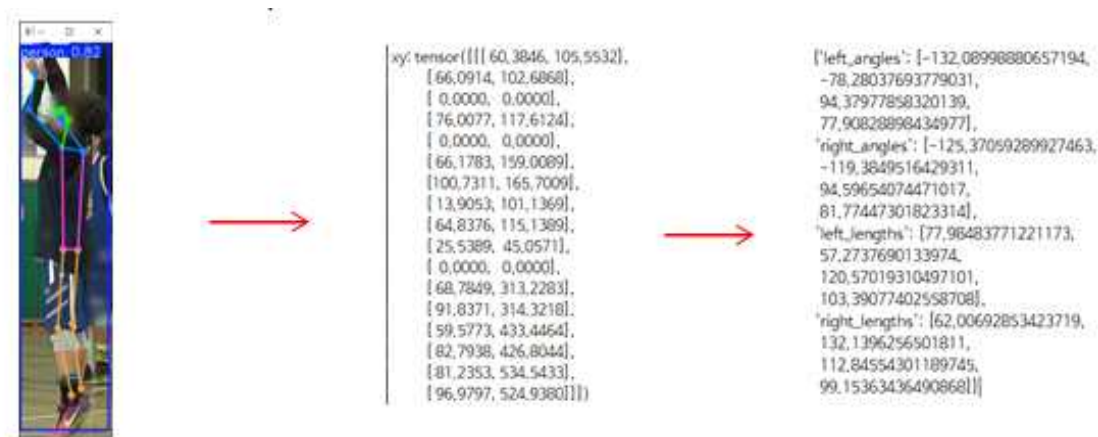 person 0.82
xy: tensor([[[ 60,3846, 105,5532],
[ 66,0914, 102,6868],
[ 0,0000, 0,0000],
[ 76,0077, 117,6124],
[ 0,0000, 0,0000],
[ 66,1783, 159,0089],
[100,7311, 165,7009],
[ 13,9053, 101,1369],
[ 64,8376, 115,1389],
[ 25,5389, 45,0571],
[ 0,0000, 0,0000],
[ 68,7849, 313,2283],
[ 91,8371, 314,3218],
[ 59,5773, 433,4464],
[ 82,7938, 426,8044],
[ 81,2353, 534,5433],
[ 96,9797, 524,9380]]])
{'left_angles': [-132,08998880657194,
-78,28037693779031,
94,37977858320139,
77,90828898434977],
'right_angles': [-125,37059289927463,
-119,3849516429311,
94,59654074471017,
81,77447301823314],
'left_lengths': [77,98483771221173,
57,2737690133974,
120,57019310497101,
103,39077402558708],
'right_lengths': [62,00692853423719,
132,1396256501811,
112,84554301189745,
99,15363436490868]}